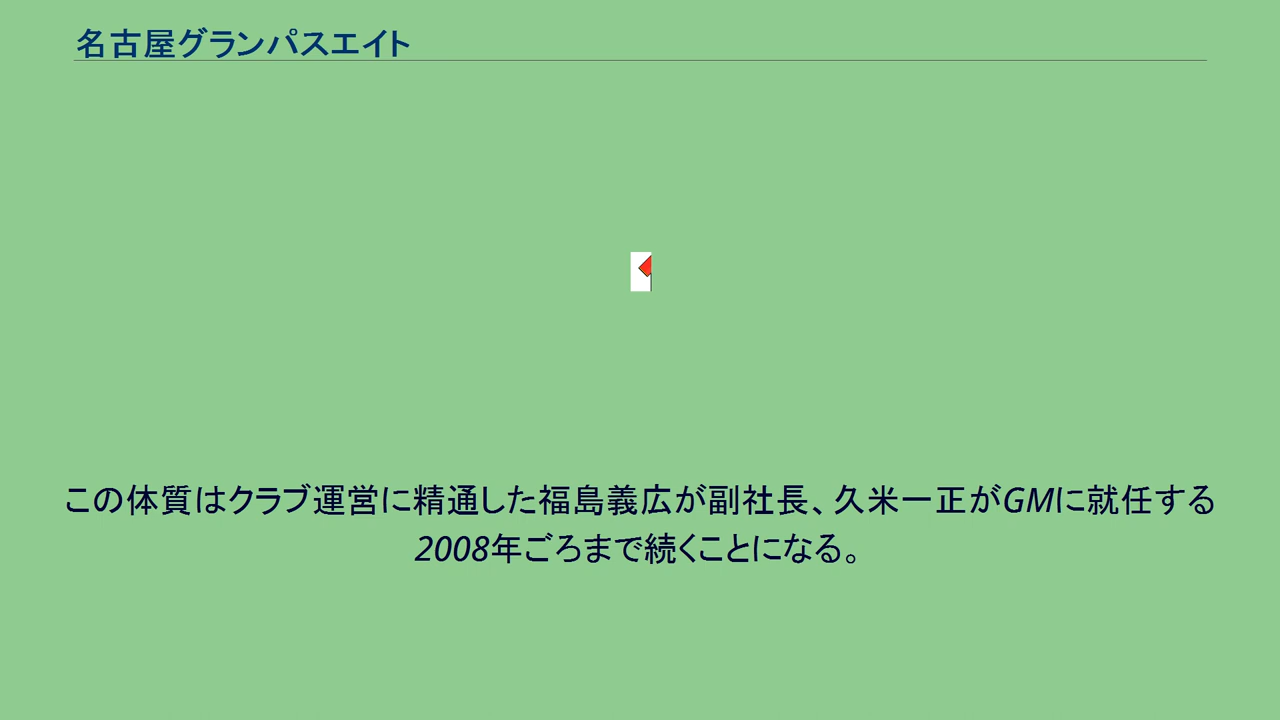 名古屋グランパスエイト
この体質はクラブ運営に精通した福島義広が副社長、久米一正がGMに就任する
2008年ごろまで続くことになる。